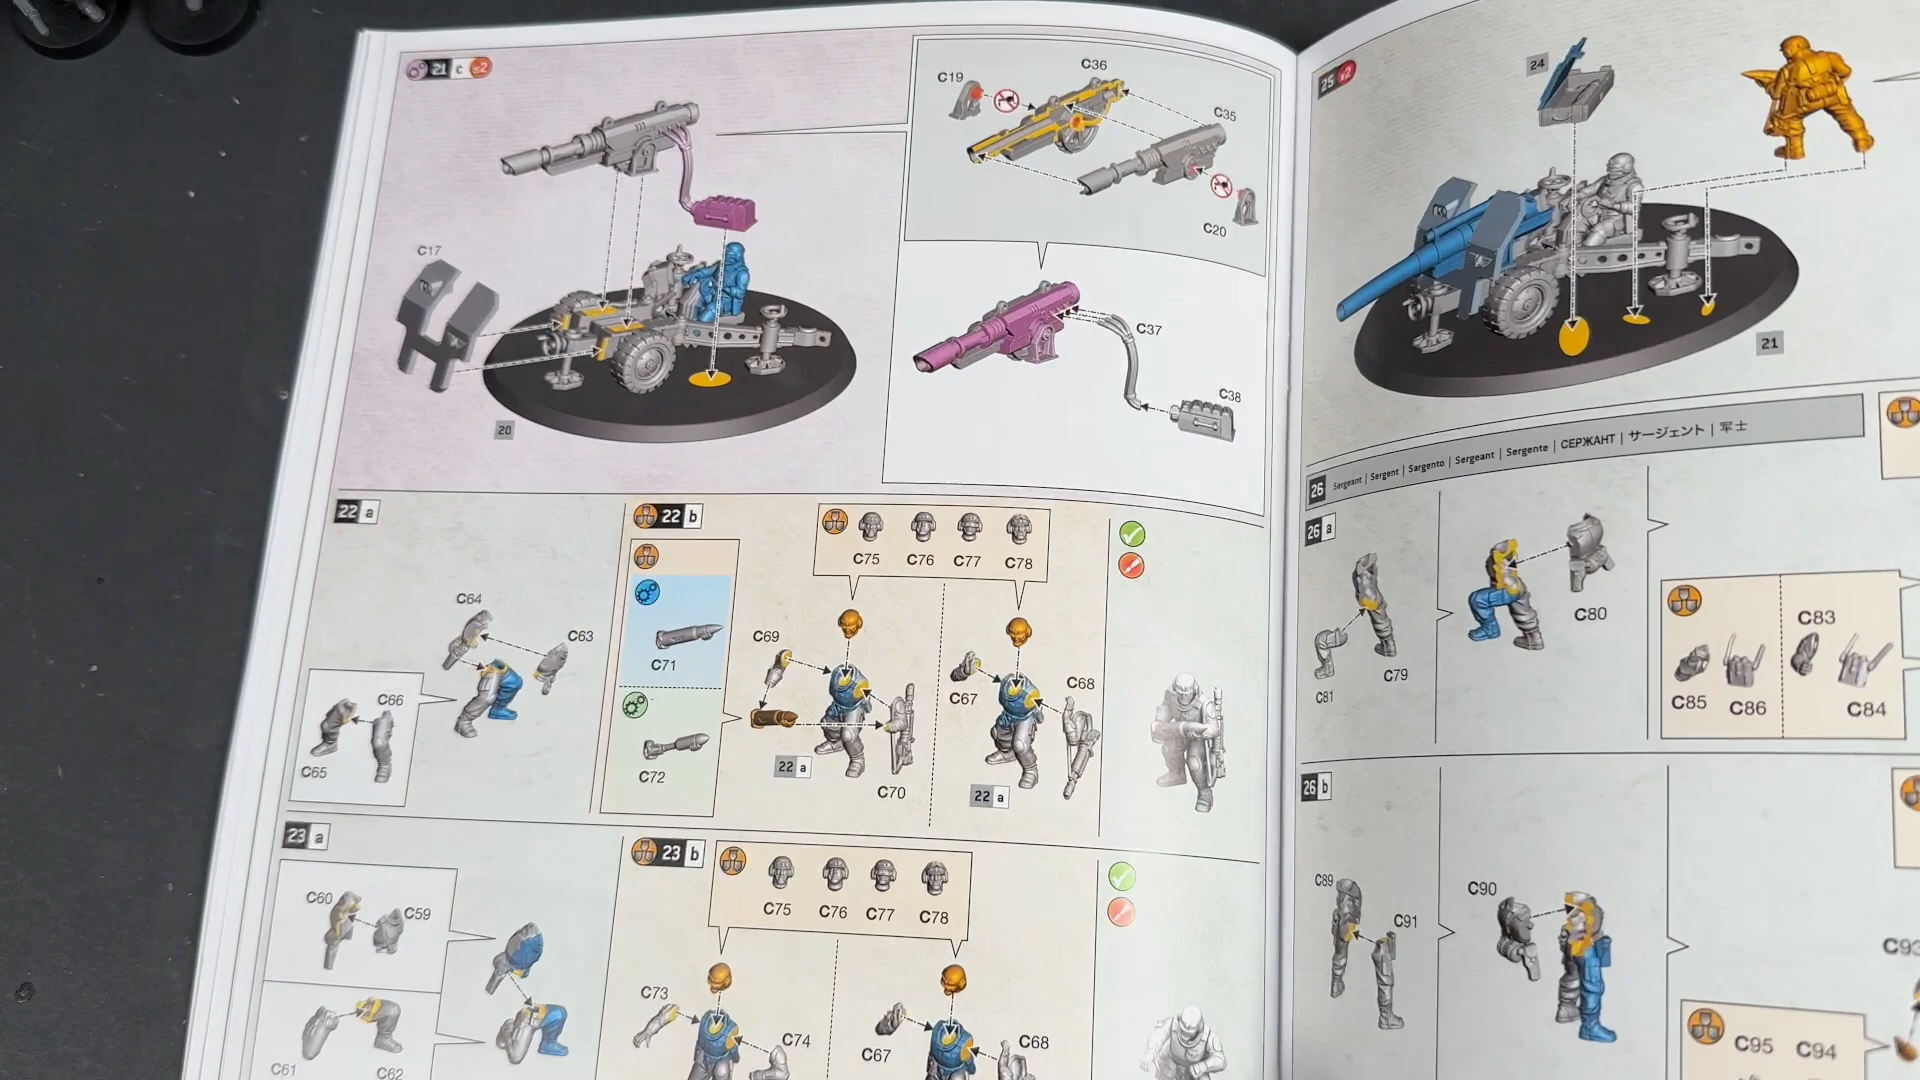 21 c x2
C19
C36
C35
C20
C17
C37
C38
20
22 a
C64
C63
C66
C65
22 b
C75 C76 C77 C78
C71
C72
C69
22 a
C70
C67
C68
22 a
23 a
C60
C59
C61
C62
23 b
C75 C76 C77 C78
C73
C74
C67
C68
25 x2
24
21
26 Sergeant | Sergent | Sargento | Sergeant | Sergente | СЕРЖАНТ | サージェント | 军士
26 a
C81
C79
C80
C83
C85 C86 C84
26 b
C89
C91
C90
C93
C95 C94